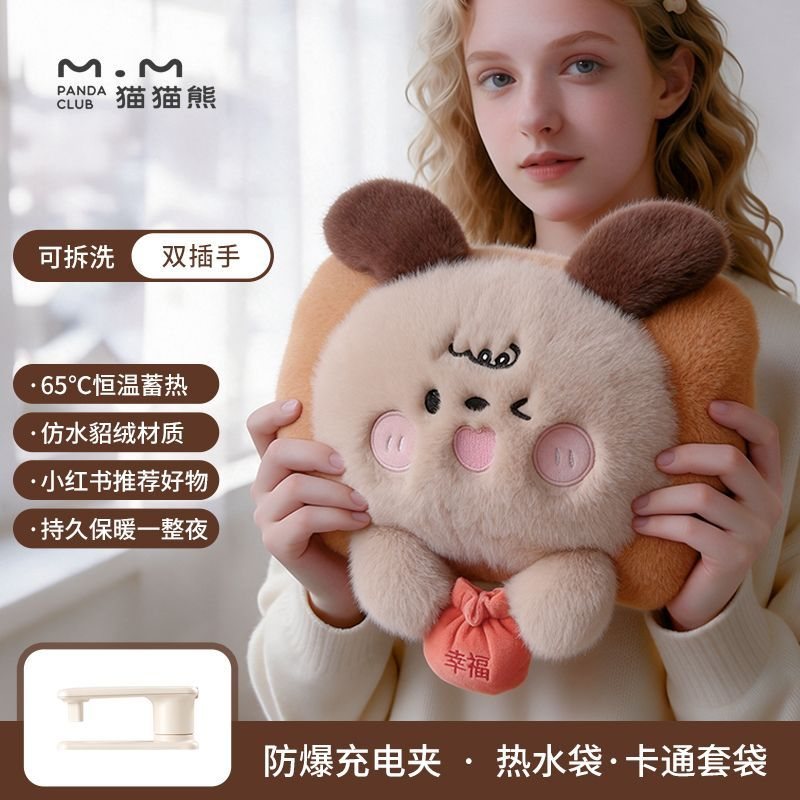 M.M
PANDA CLUB 猫猫熊
可拆洗 双插手
·65℃恒温蓄热
·仿水貂绒材质
·小红书推荐好物
·持久保暖一整夜
幸福
防爆充电夹 · 热水袋·卡通套袋